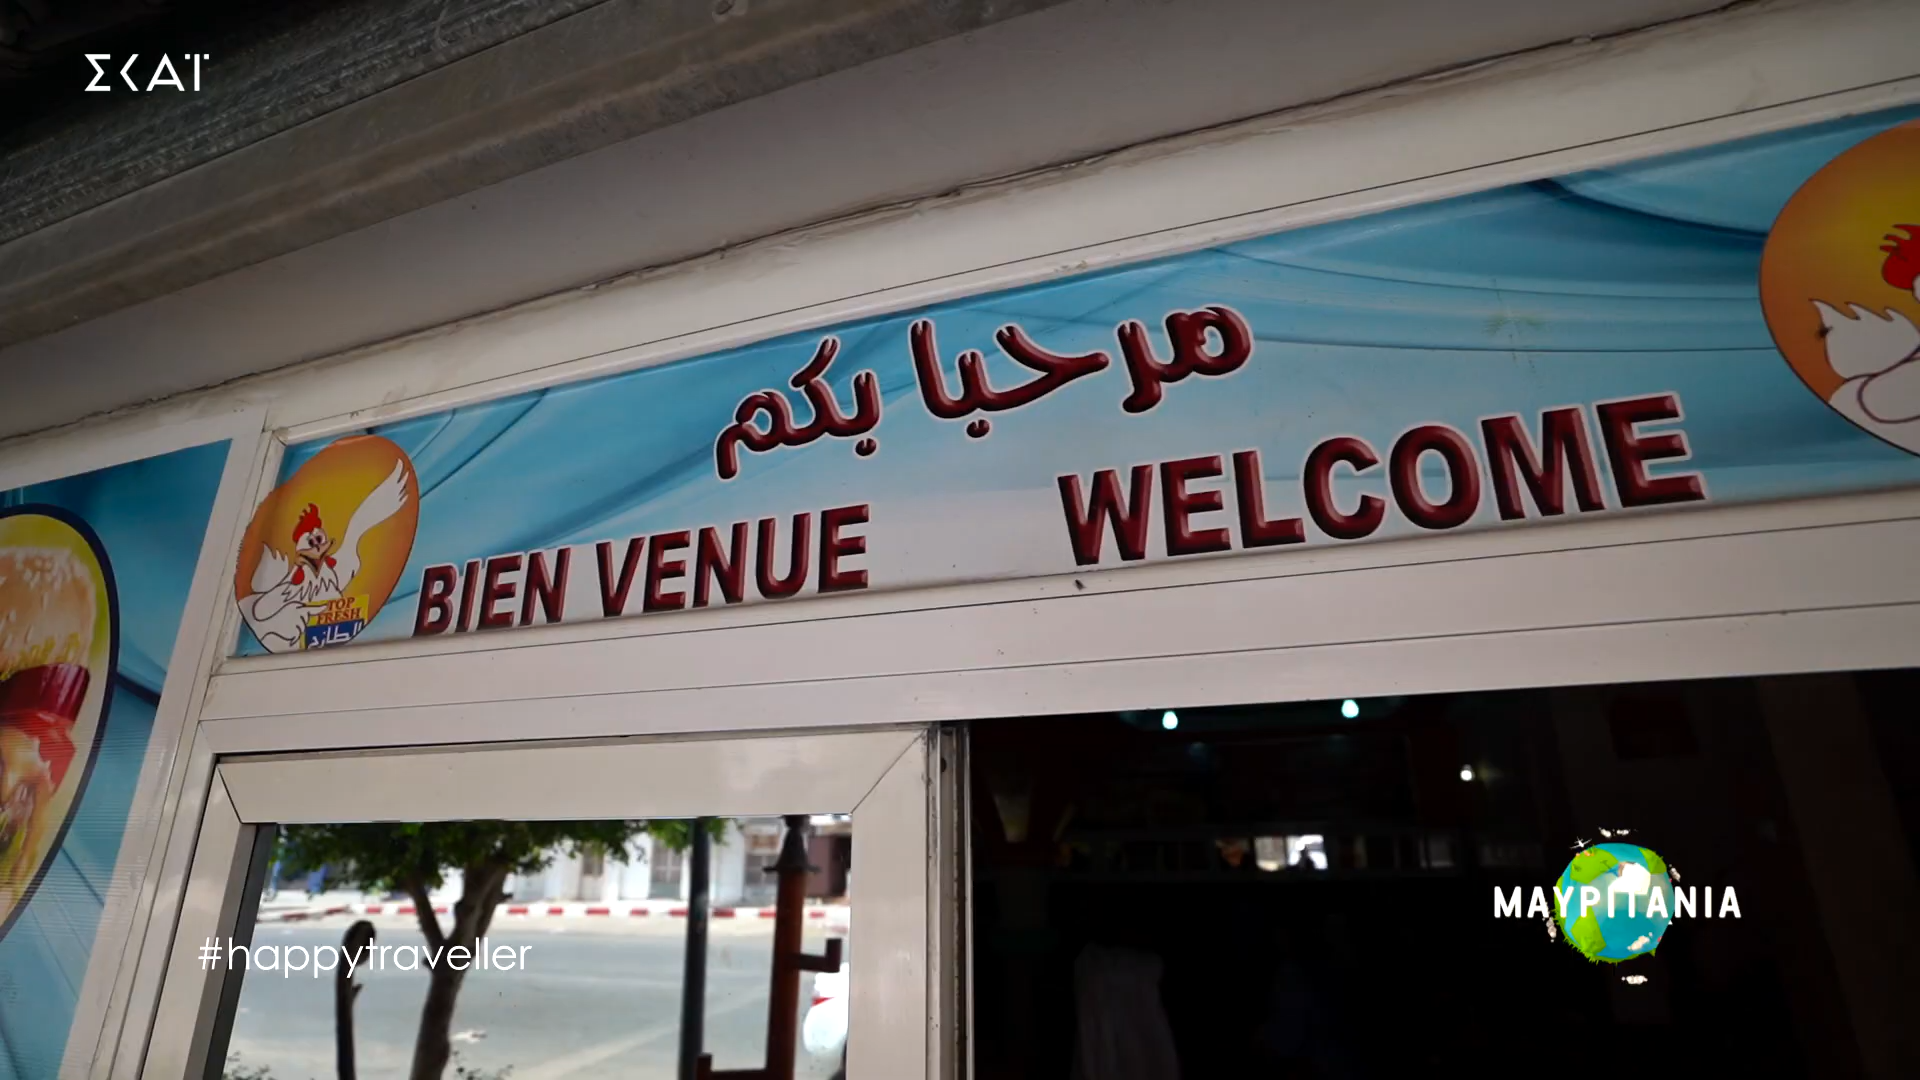 ΣΚΑΪ
مرحبا بكم
BIEN VENUE
WELCOME
TOP
FRESH
الطازج
#happytraveller
ΜΑΥΡΙΤΑΝΙΑ